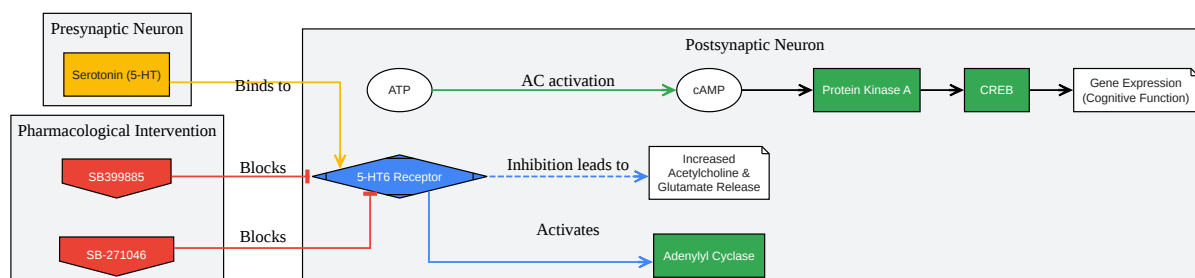 Presynaptic Neuron
Serotonin (5-HT)
Binds to
Pharmacological Intervention
SB399885
Blocks
SB-271046
Blocks
Postsynaptic Neuron
ATP
AC activation
cAMP
Protein Kinase A
CREB
Gene Expression
(Cognitive Function)
5-HT6 Receptor
Inhibition leads to
Increased
Acetylcholine &
Glutamate Release
Activates
Adenylyl Cyclase